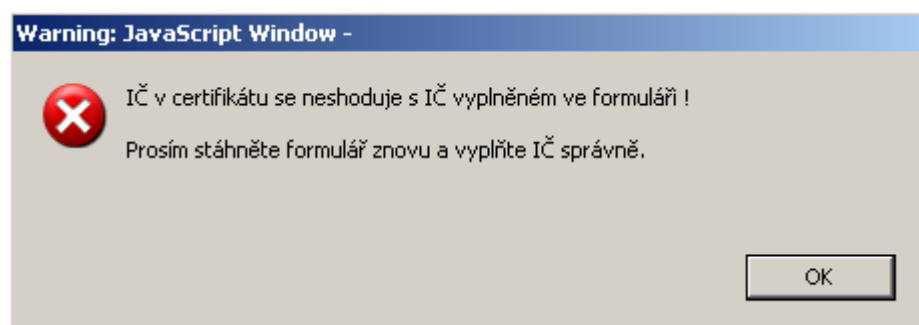 Warning: JavaScript Window -
IČ v certifikátu se neshoduje s IČ vyplněném ve formuláři !
Prosím stáhněte formulář znovu a vyplňte IČ správně.
OK